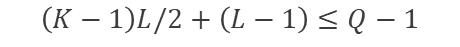 (K − 1)L/2 + (L − 1) ≤ Q − 1